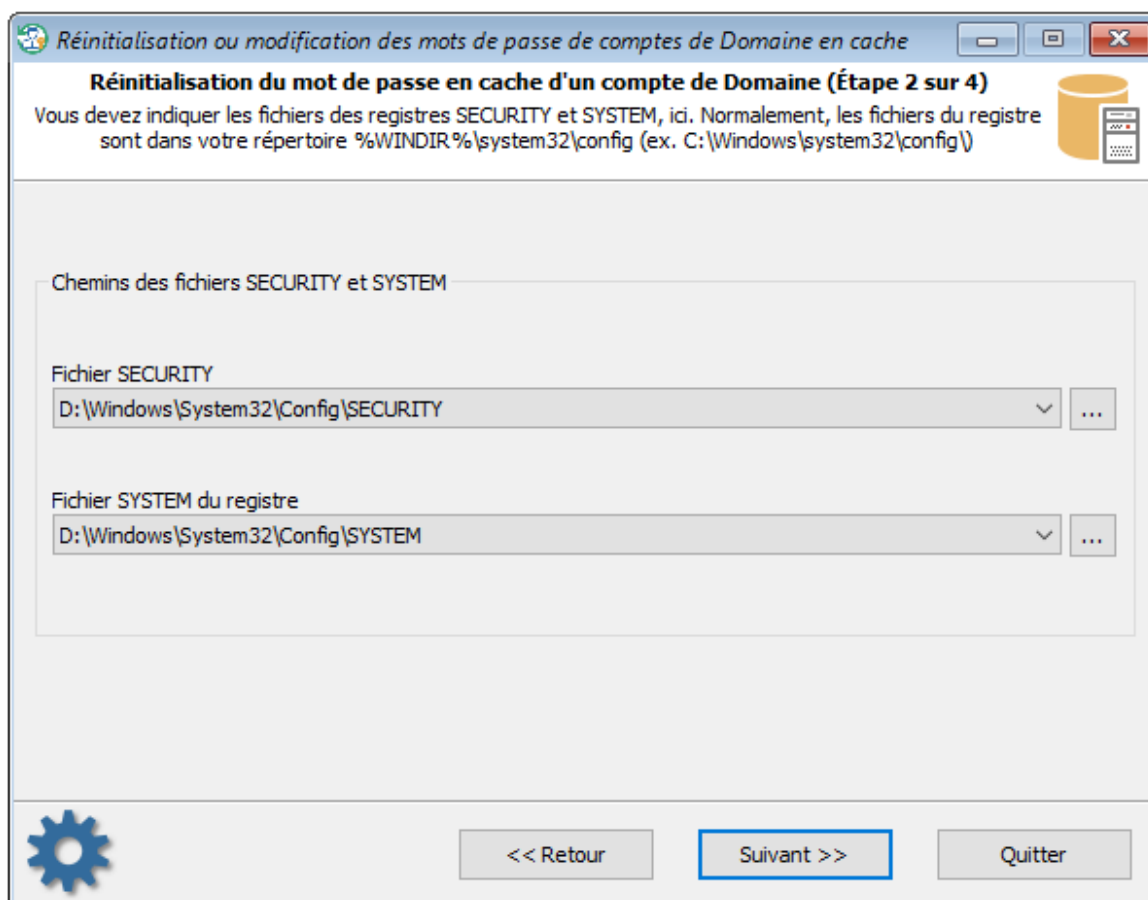 Réinitialisation ou modification des mots de passe de comptes de Domaine en cache
Réinitialisation du mot de passe en cache d'un compte de Domaine (Étape 2 sur 4)
Vous devez indiquer les fichiers des registres SECURITY et SYSTEM, ici. Normalement, les fichiers du registre
sont dans votre répertoire %WINDIR%\system32\config (ex. C:\Windows\system32\config\)
Chemins des fichiers SECURITY et SYSTEM
Fichier SECURITY
D:\Windows\System32\Config\SECURITY
...
Fichier SYSTEM du registre
D:\Windows\System32\Config\SYSTEM
...
<< Retour
Suivant >>
Quitter